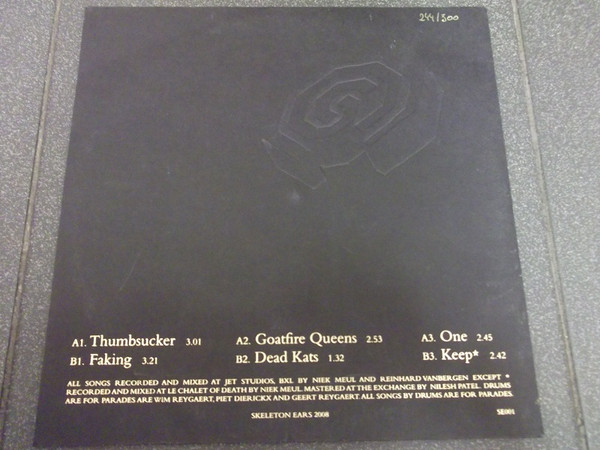 244/500
A1. Thumbsucker 3.01 A2. Goatfire Queens 2.53 A3. One 2.45
B1. Faking 3.21 B2. Dead Kats 1.32 B3. Keep* 2.42
ALL SONGS RECORDED AND MIXED AT JET STUDIOS, BXL BY NIEK MEUL AND REINHARD VANBERGEN EXCEPT *
RECORDED AND MIXED AT LE CHALET OF DEATH BY NIEK MEUL. MASTERED AT THE EXCHANGE BY NILESH PATEL. DRUMS
ARE FOR PARADES ARE WIM REYGAERT, PIET DIERICKX AND GEERT REYGAERT. ALL SONGS BY DRUMS ARE FOR PARADES.
SKELETON EARS 2008 SE001